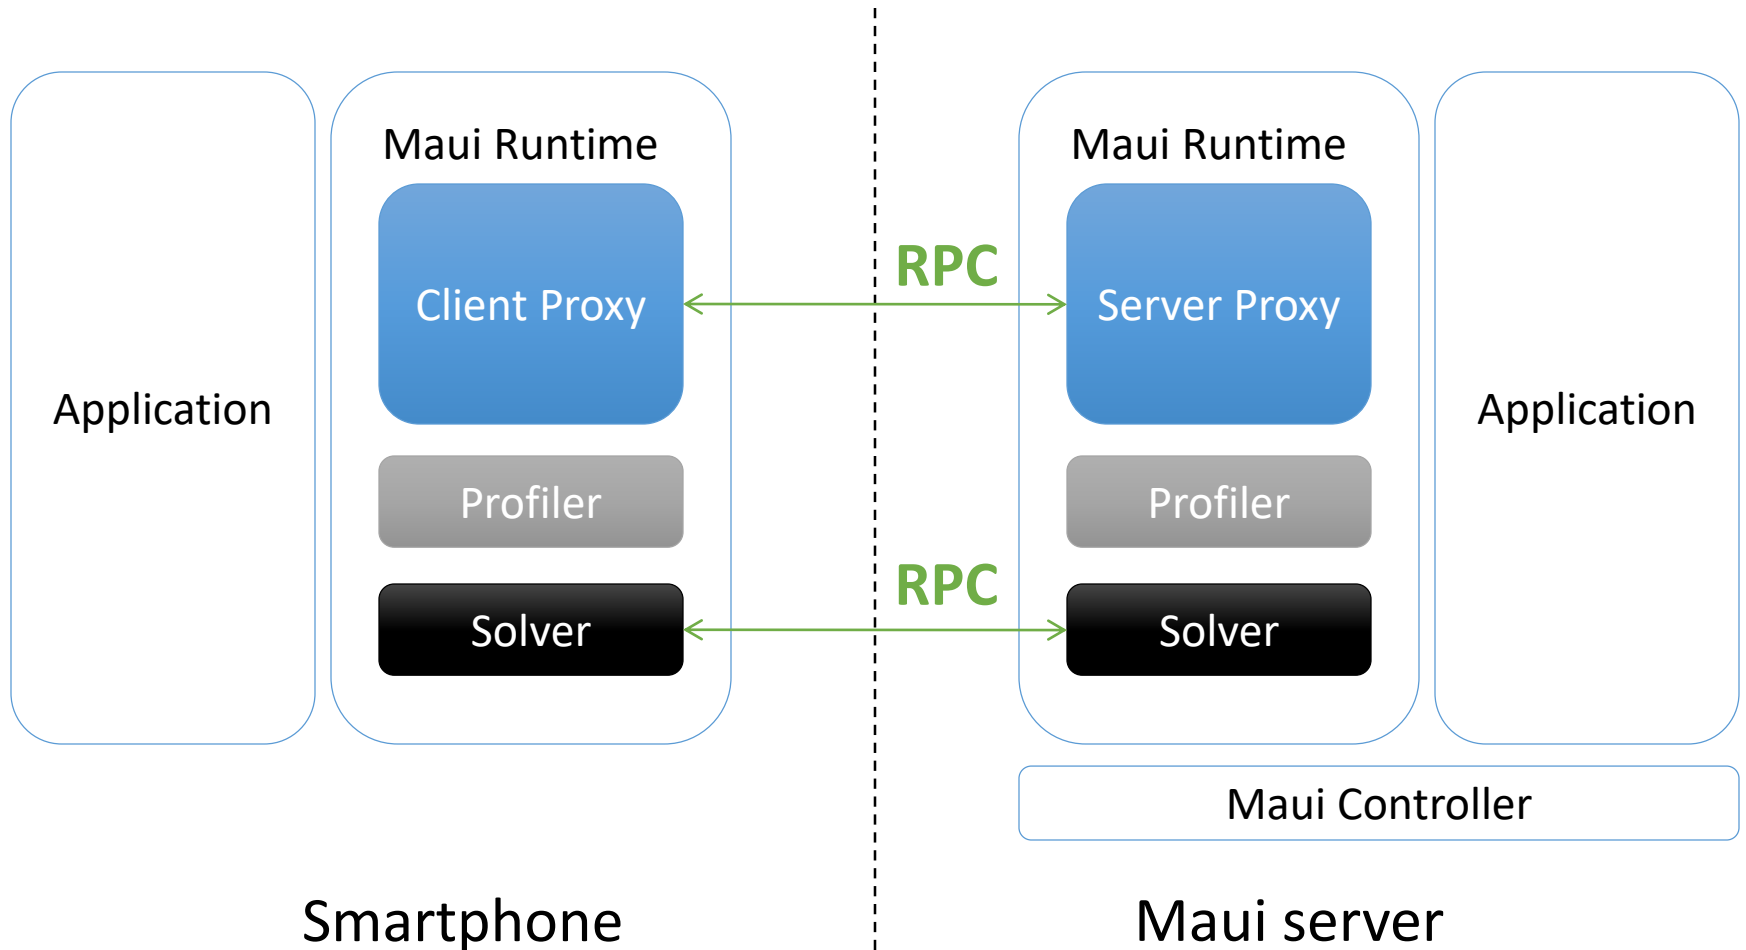 Maui Runtime
Client Proxy
Application
Profiler
Solver
RPC
RPC
Maui Runtime
Server Proxy
Application
Profiler
Solver
Maui Controller
Smartphone
Maui server